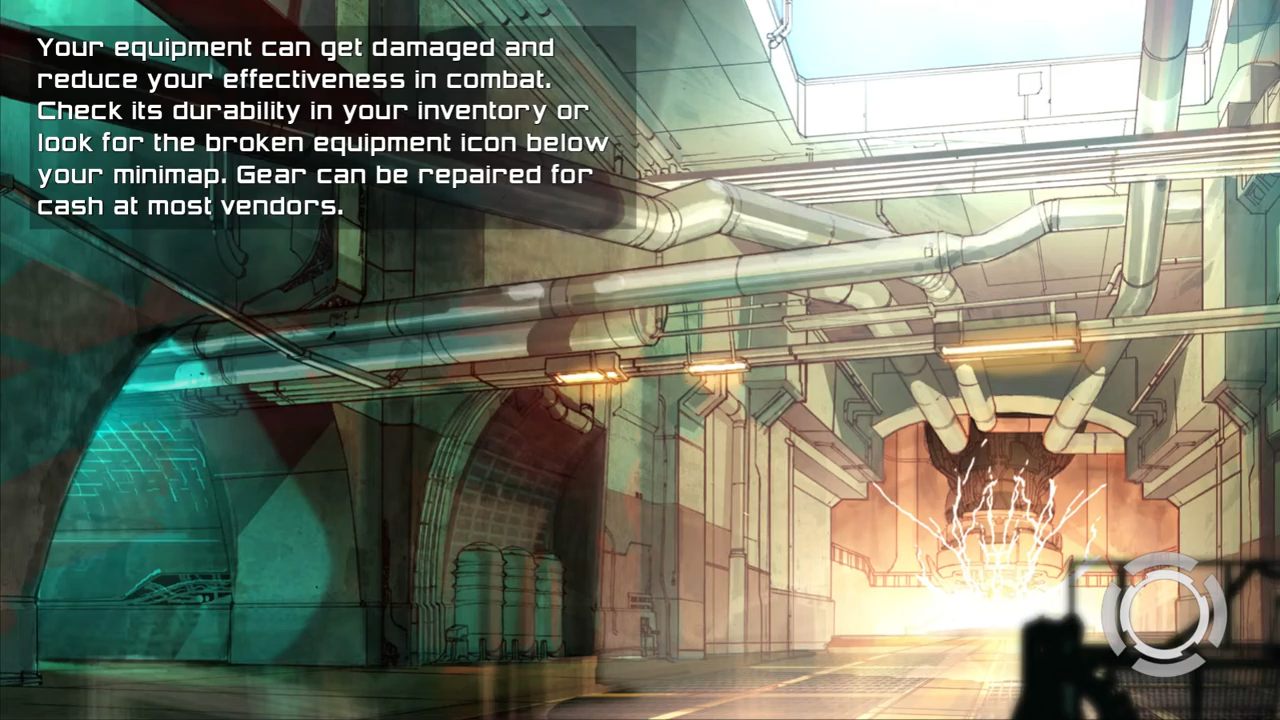 Your equipment can get damaged and
reduce your effectiveness in combat.
Check its durability in your inventory or
look for the broken equipment icon below
your minimap. Gear can be repaired for
cash at most vendors.